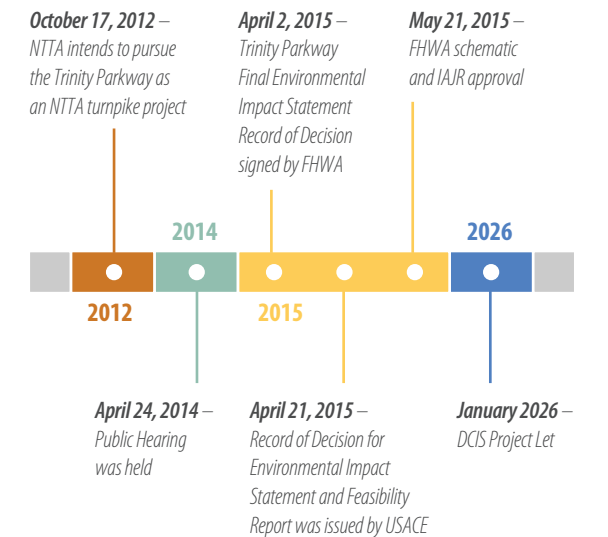 October 17, 2012 –
NTTA intends to pursue
the Trinity Parkway as
an NTTA turnpike project
April 2, 2015 –
Trinity Parkway
Final Environmental
Impact Statement
Record of Decision
signed by FHWA
May 21, 2015 –
FHWA schematic
and IAJR approval
2014
2026
2012
2015
April 24, 2014 –
Public Hearing
was held
April 21, 2015 –
Record of Decision for
Environmental Impact
Statement and Feasibility
Report was issued by USACE
January 2026 –
DCIS Project Let